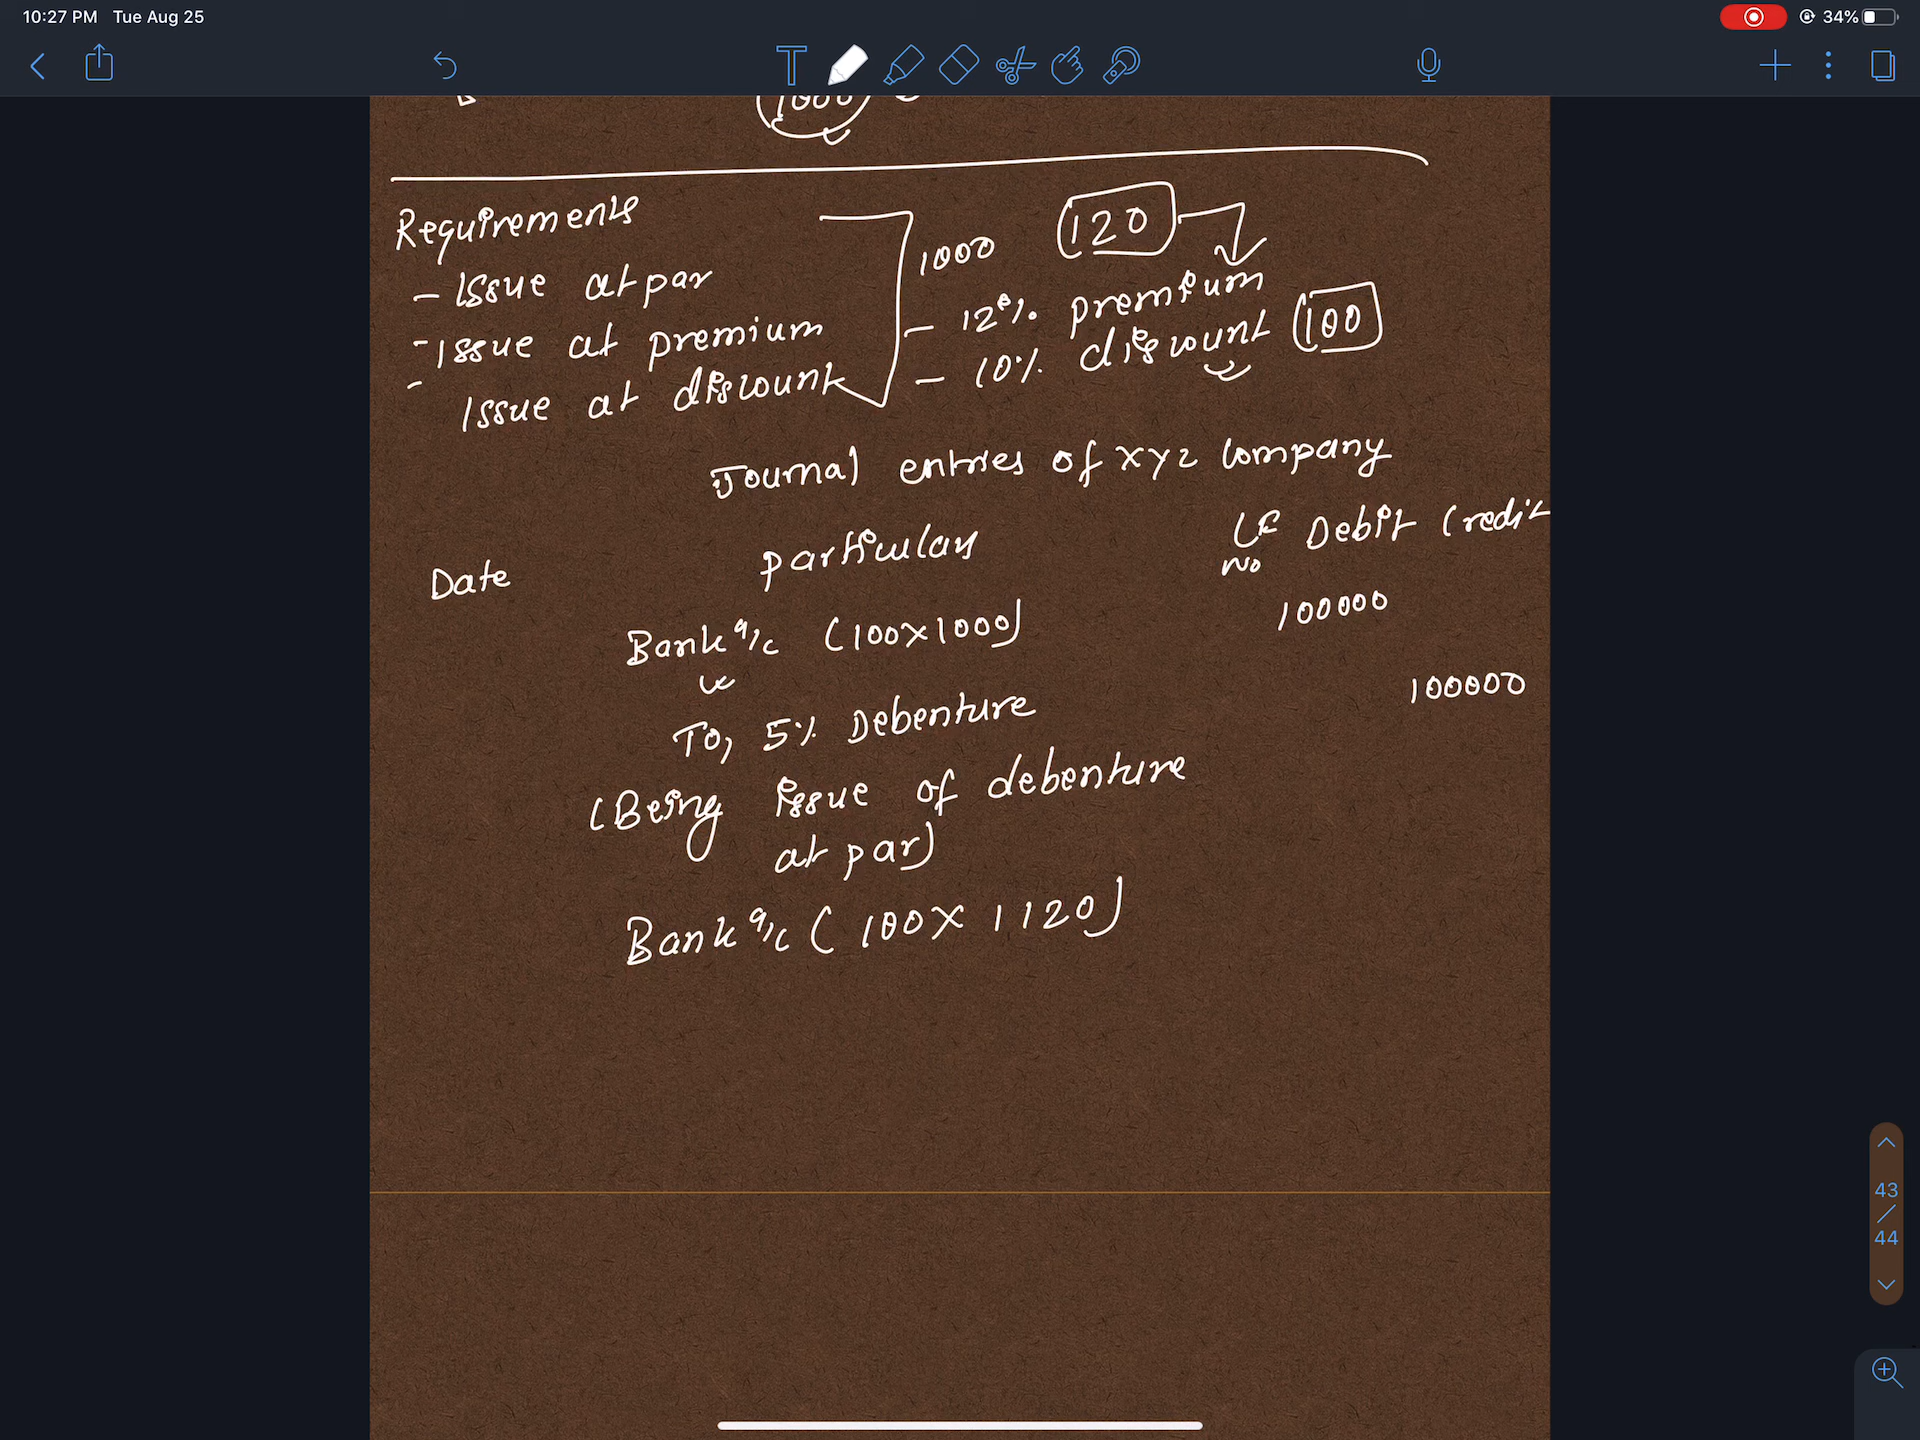 10:27 PM Tue Aug 25
34%
1000
Requirements
- Issue at par
- Issue at premium
- Issue at discount
1000 120
- 12% premium
- 10% discount 100
Journal entries of xyz company
Date particulars LF No Debit Credit
Bank a/c (100x1000) 100000
To, 5% Debenture 100000
(Being issue of debenture
at par)
Bank a/c (100x 1120)
43
/
44